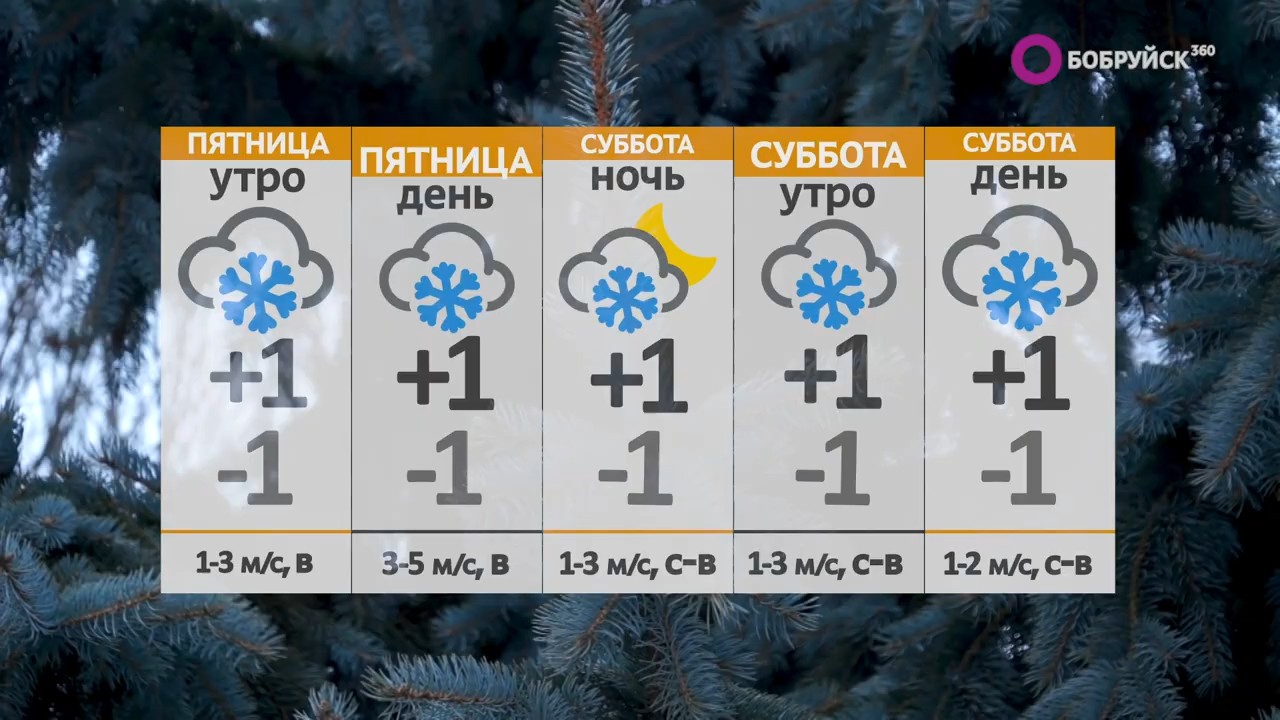 БОБРУЙСК360
ПЯТНИЦА
утро
+1
-1
1-3 м/с, в
ПЯТНИЦА
день
+1
-1
3-5 м/с, в
СУББОТА
ночь
+1
-1
1-3 м/с, с-в
СУББОТА
утро
+1
-1
1-3 м/с, с-в
СУББОТА
день
+1
-1
1-2 м/с, с-в